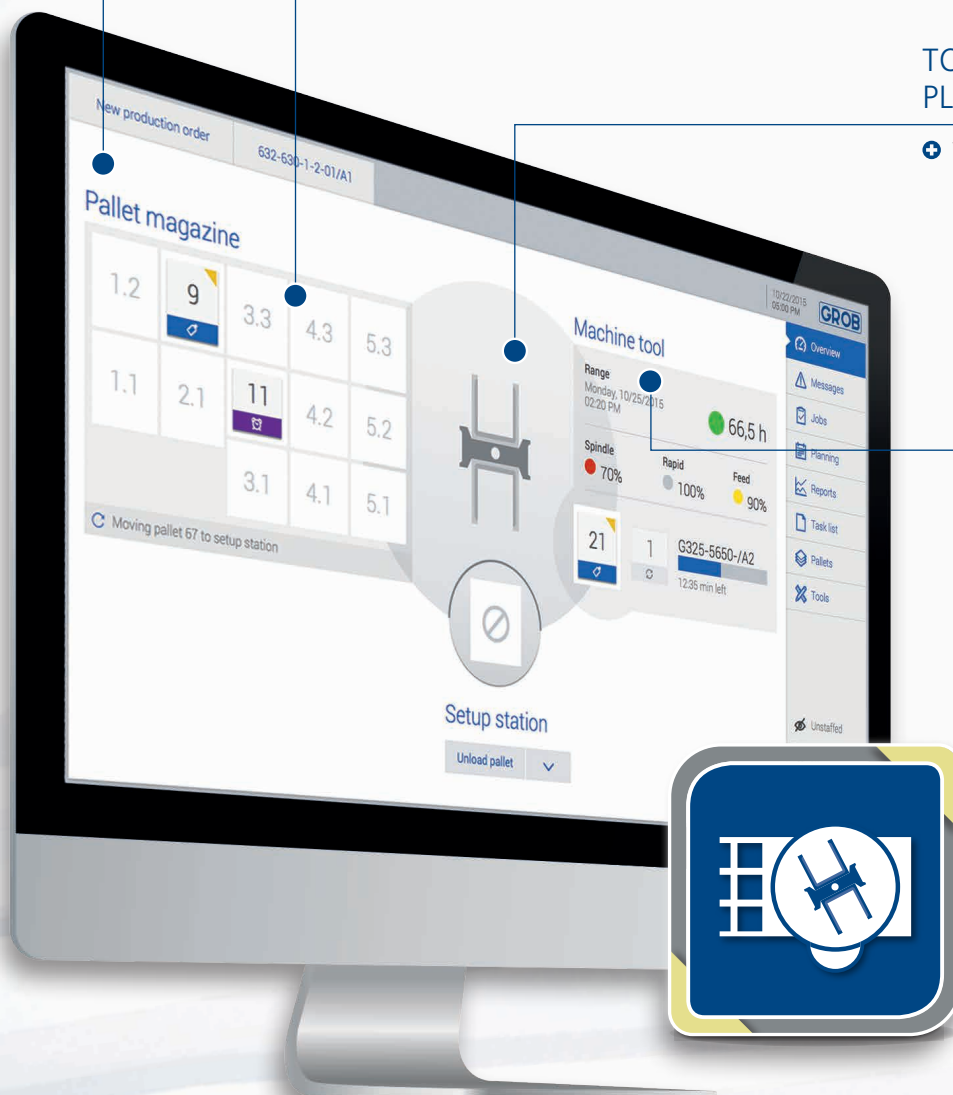 TO
PL
New production order
632-630-1-2-01/A1
10/22/2015
05:00 PM
GROB
Pallet magazine
1.2 9 3.3 4.3 5.3
1.1 2.1 11 4.2 5.2
3.1 4.1 5.1
Moving pallet 67 to setup station
Machine tool
Range
Monday, 10/25/2015
02:20 PM
66,5 h
Spindle Rapid Feed
70% 100% 90%
21 1 G325-5650-/A2
12:35 min left
Setup station
Unload pallet
Overview
Messages
Jobs
Planning
Reports
Task list
Pallets
Tools
Unstaffed